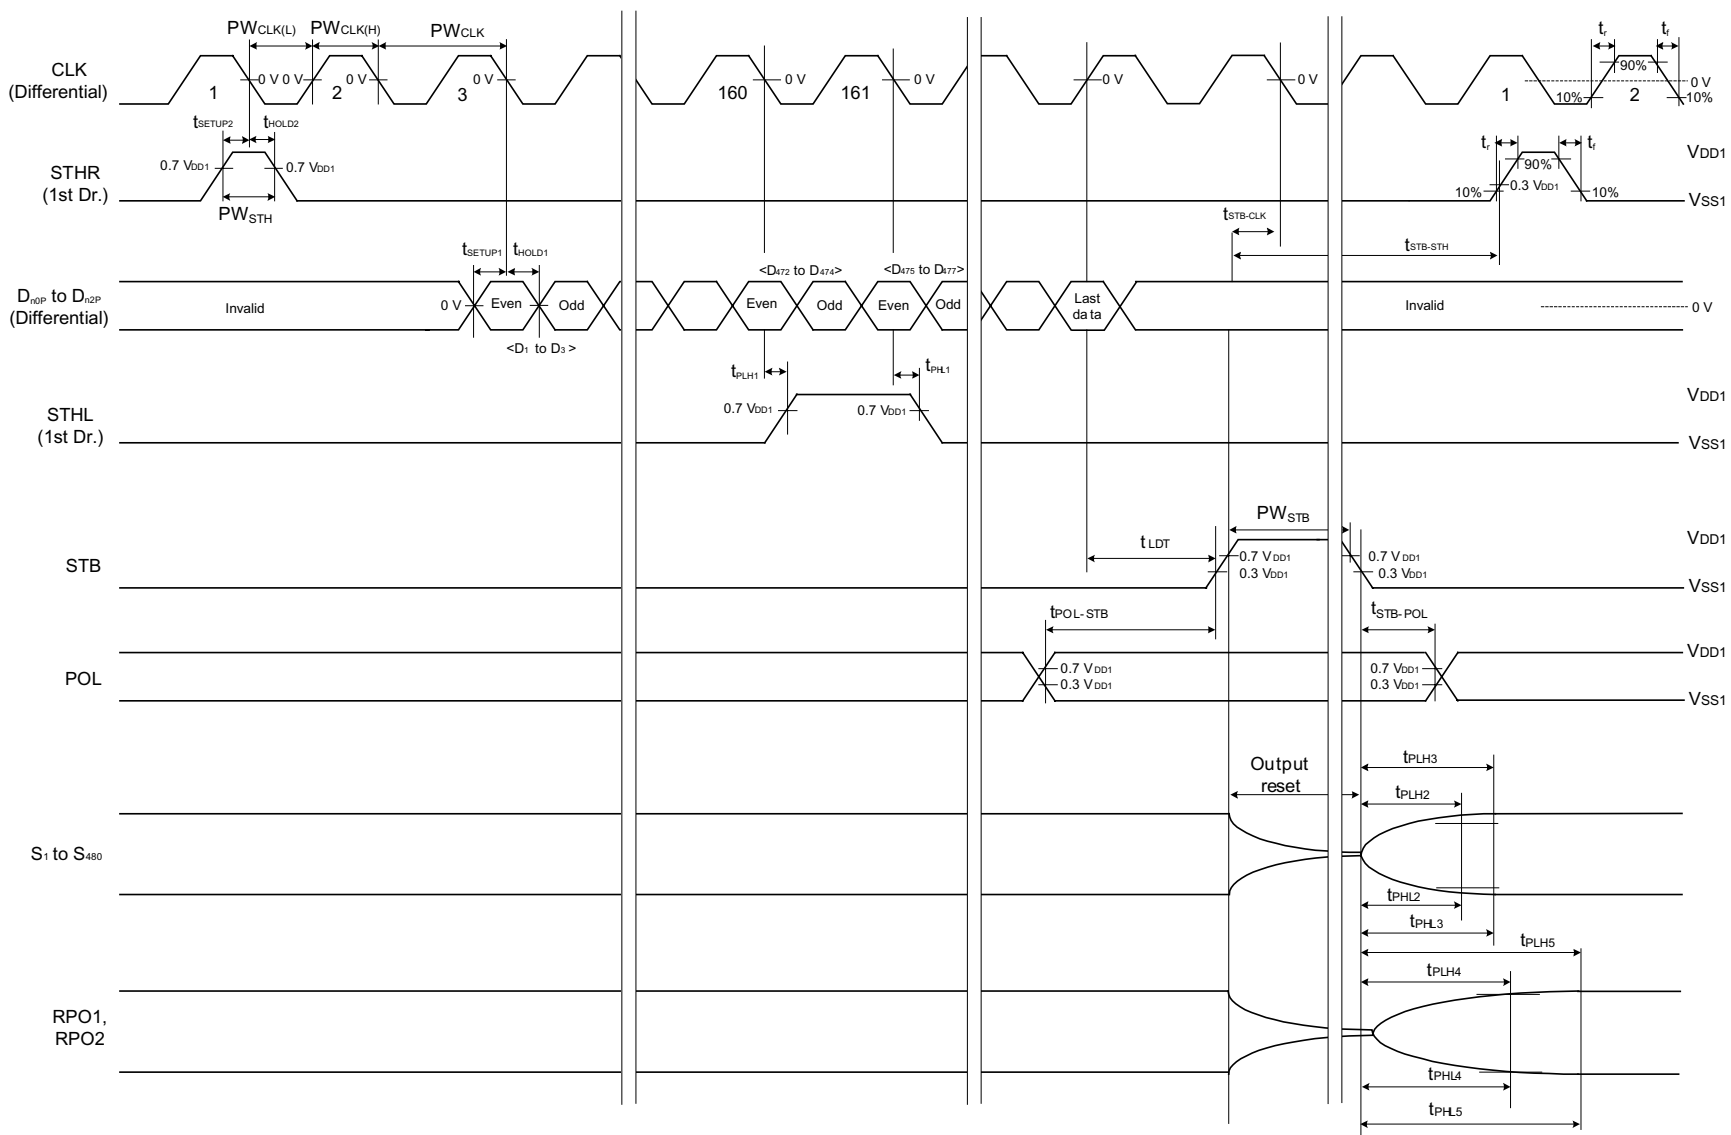 PWCLK(L) PWCLK(H) PWCLK
CLK
(Differential)
0 V 0 V 0 V 0 V 0 V 0 V 0 V 0 V
1 2 3 160 161 1 2
tr tf
90%
0 V
10% 10%
tSETUP2 tHOLD2
STHR
(1st Dr.)
0.7 VDD1 0.7 VDD1
PWSTH
tr tf
VDD1
90%
0.3 VDD1
10% 10%
VSS1
tSTB-CLK
tSTB-STH
tSETUP1 tHOLD1
Dn0P to Dn2P
(Differential)
Invalid
0 V
Even Odd
<D1 to D3 >
<D472 to D474> <D475 to D477>
Even Odd Even Odd
Last
data
Invalid
0 V
tPLH1 tPHL1
STHL
(1st Dr.)
0.7 VDD1 0.7 VDD1
VDD1
VSS1
PWSTB
STB
tLDT
0.7 VDD1
0.3 VDD1
0.7 VDD1
0.3 VDD1
VDD1
VSS1
tPOL-STB tSTB-POL
POL
0.7 VDD1
0.3 VDD1
0.7 VDD1
0.3 VDD1
VDD1
VSS1
Output
reset
tPLH3
tPLH2
S1 to S480
tPHL2
tPHL3
tPLH5
tPLH4
RPO1,
RPO2
tPHL4
tPHL5